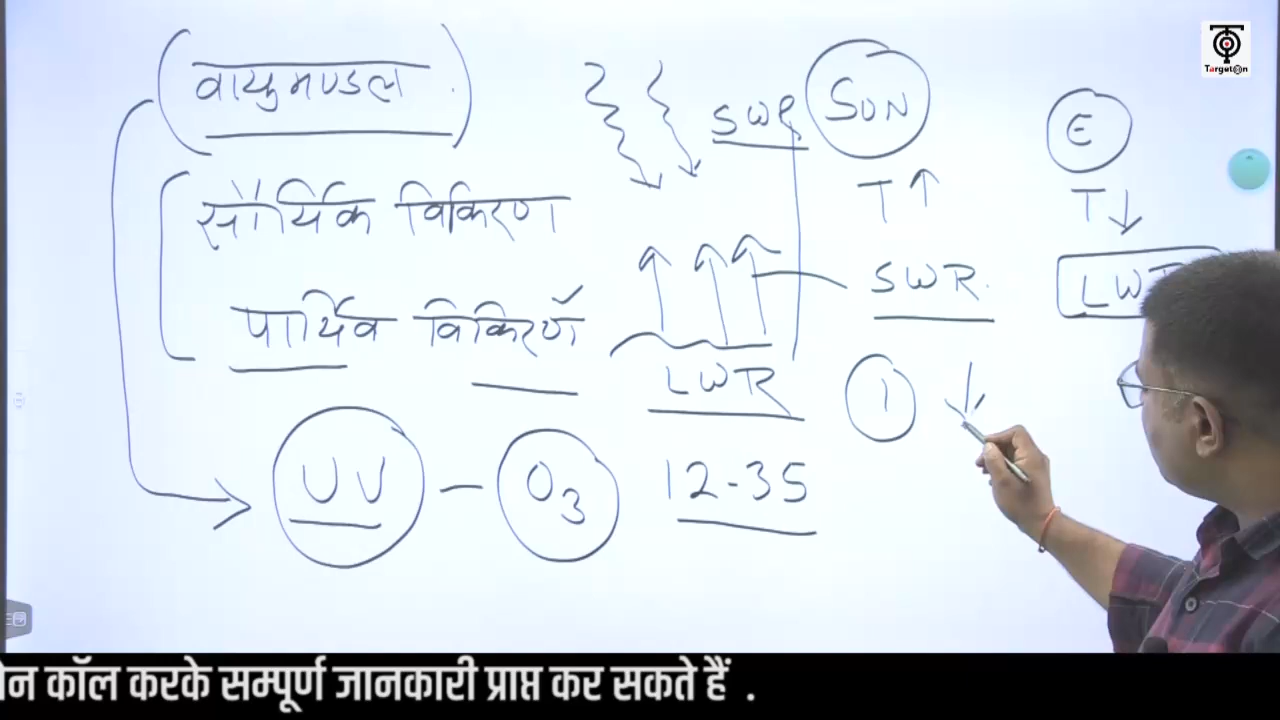 वायुमण्डल
सौर्यिक विकिरण
पार्थिव विकिरण
UV - O3
SWR
LWR
12-35
SUN
T↑
SWR.
1
E
T↓
LWR
TargetOn
कॉल करके सम्पूर्ण जानकारी प्राप्त कर सकते हैं .